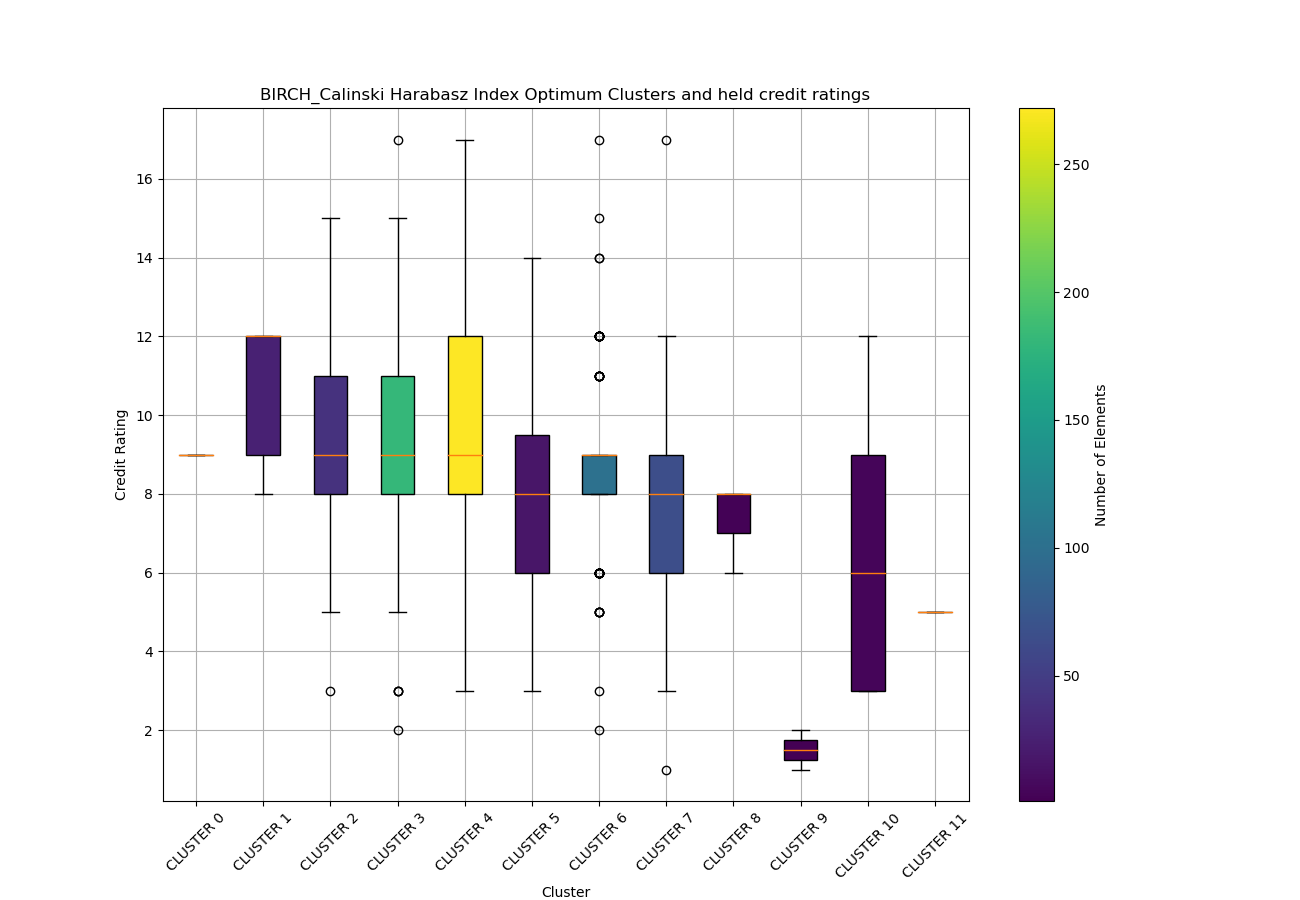 BIRCH_Calinski Harabasz Index Optimum Clusters and held credit ratings
16
14
12
10
8
6
4
2
Credit Rating
CLUSTER 0
CLUSTER 1
CLUSTER 2
CLUSTER 3
CLUSTER 4
CLUSTER 5
CLUSTER 6
CLUSTER 7
CLUSTER 8
CLUSTER 9
CLUSTER 10
CLUSTER 11
Cluster
250
200
150
100
50
Number of Elements